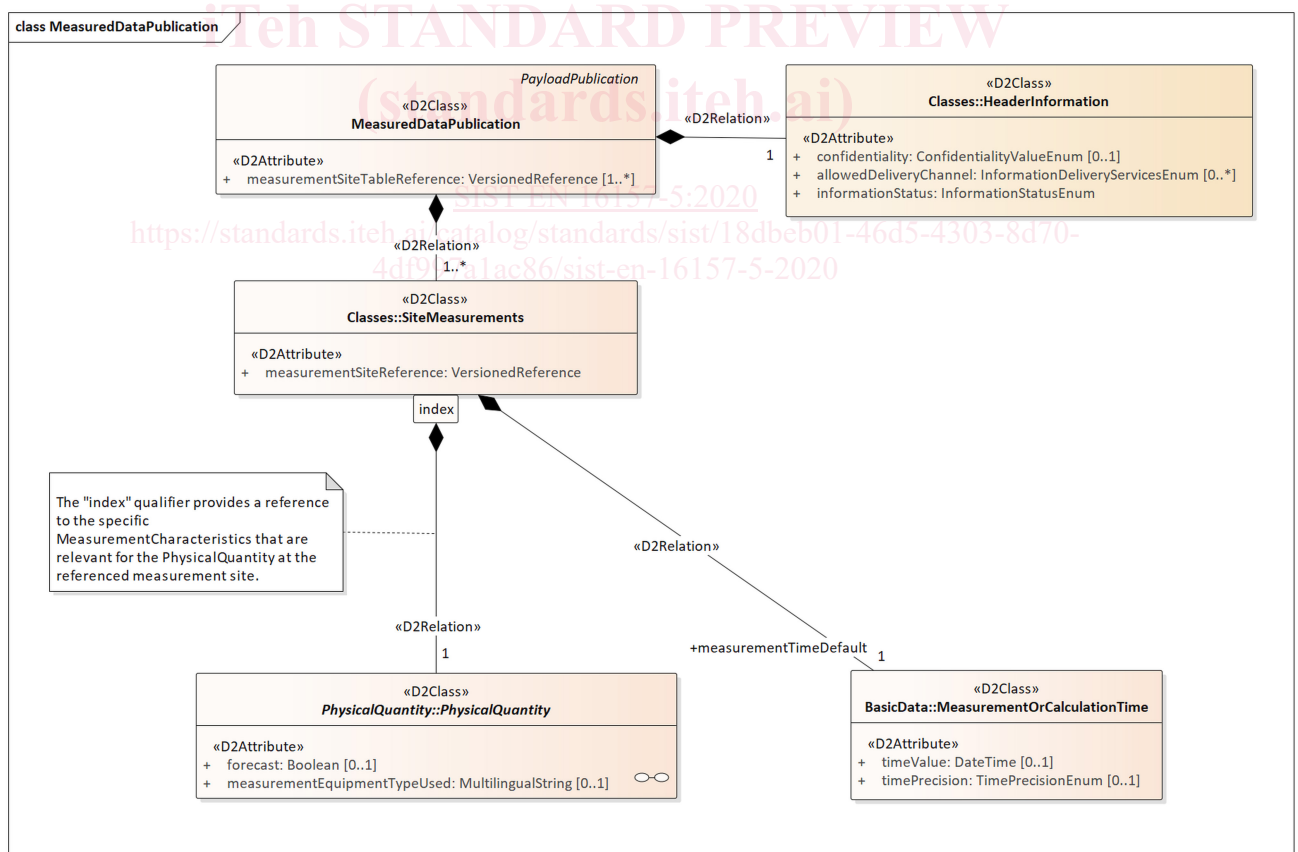 class MeasuredDataPublication
iTeh STANDARD PREVIEW
(standards.iteh.ai)
PayloadPublication
«D2Class»
MeasuredDataPublication
«D2Attribute»
+ measurementSiteTableReference: VersionedReference [1..*]
«D2Relation»
1
«D2Class»
Classes::HeaderInformation
«D2Attribute»
+ confidentiality: ConfidentialityValueEnum [0..1]
+ allowedDeliveryChannel: InformationDeliveryServicesEnum [0..*]
+ informationStatus: InformationStatusEnum
SIST EN 16157-5:2020
https://standards.iteh.ai/catalog/standards/sist/18dbeb01-46d5-4303-8d70-
4df997a1ac86/sist-en-16157-5-2020
«D2Relation»
1..*
«D2Class»
Classes::SiteMeasurements
«D2Attribute»
+ measurementSiteReference: VersionedReference
index
The "index" qualifier provides a reference
to the specific
MeasurementCharacteristics that are
relevant for the PhysicalQuantity at the
referenced measurement site.
«D2Relation»
«D2Relation»
1
+measurementTimeDefault
1
«D2Class»
PhysicalQuantity::PhysicalQuantity
«D2Attribute»
+ forecast: Boolean [0..1]
+ measurementEquipmentTypeUsed: MultilingualString [0..1]
«D2Class»
BasicData::MeasurementOrCalculationTime
«D2Attribute»
+ timeValue: DateTime [0..1]
+ timePrecision: TimePrecisionEnum [0..1]